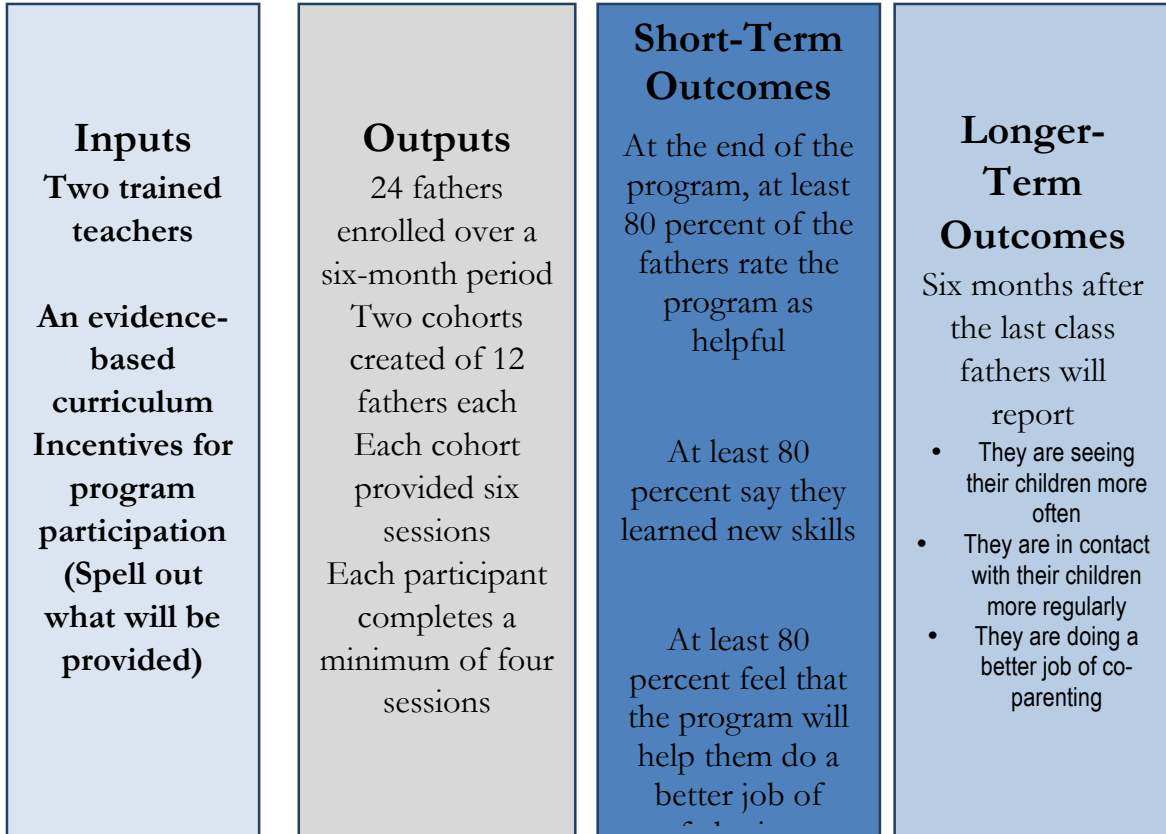 Inputs
Two trained
teachers
An evidence-
based
curriculum
Incentives for
program
participation
(Spell out
what will be
provided)
Outputs
24 fathers
enrolled over a
six-month period
Two cohorts
created of 12
fathers each
Each cohort
provided six
sessions
Each participant
completes a
minimum of four
sessions
Short-Term
Outcomes
At the end of the
program, at least
80 percent of the
fathers rate the
program as
helpful
At least 80
percent say they
learned new skills
At least 80
percent feel that
the program will
help them do a
better job of
Longer-
Term
Outcomes
Six months after
the last class
fathers will
report
• They are seeing
their children more
often
• They are in contact
with their children
more regularly
• They are doing a
better job of co-
parenting